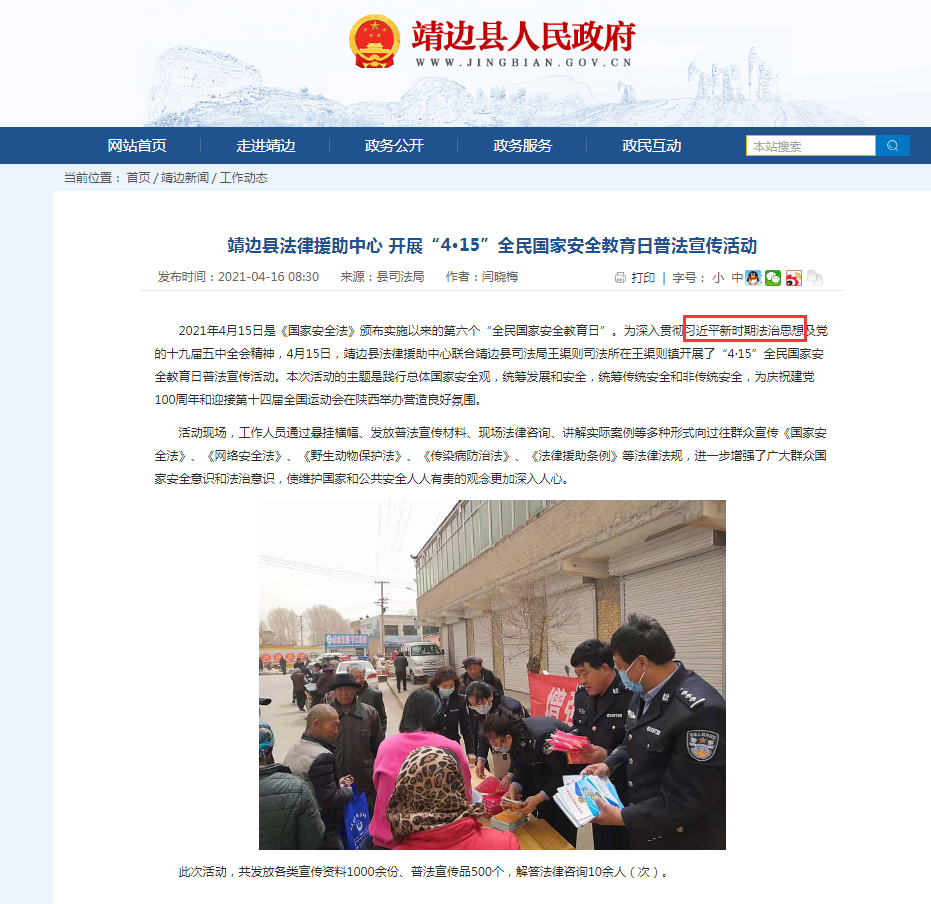 靖边县人民政府
WWW.JINGBIAN.GOV.CN
网站首页 走进靖边 政务公开 政务服务 政民互动 本站搜索
当前位置： 首页 / 靖边新闻 / 工作动态
靖边县法律援助中心 开展“4•15”全民国家安全教育日普法宣传活动
发布时间：2021-04-16 08:30 来源：县司法局 作者：闫晓梅 打印 | 字号： 小 中
2021年4月15日是《国家安全法》颁布实施以来的第六个“全民国家安全教育日”。为深入贯彻习近平新时期法治思想及党
的十九届五中全会精神，4月15日，靖边县法律援助中心联合靖边县司法局王渠则司法所在王渠则镇开展了“4·15”全民国家安
全教育日普法宣传活动。本次活动的主题是践行总体国家安全观，统筹发展和安全，统筹传统安全和非传统安全，为庆祝建党
100周年和迎接第十四届全国运动会在陕西举办营造良好氛围。
活动现场，工作人员通过悬挂横幅、发放普法宣传材料、现场法律咨询、讲解实际案例等多种形式向过往群众宣传《国家安
全法》、《网络安全法》、《野生动物保护法》、《传染病防治法》、《法律援助条例》等法律法规，进一步增强了广大群众国
家安全意识和法治意识，使维护国家和公共安全人人有责的观念更加深入人心。
此次活动，共发放各类宣传资料1000余份、普法宣传品500个，解答法律咨询10余人（次）。